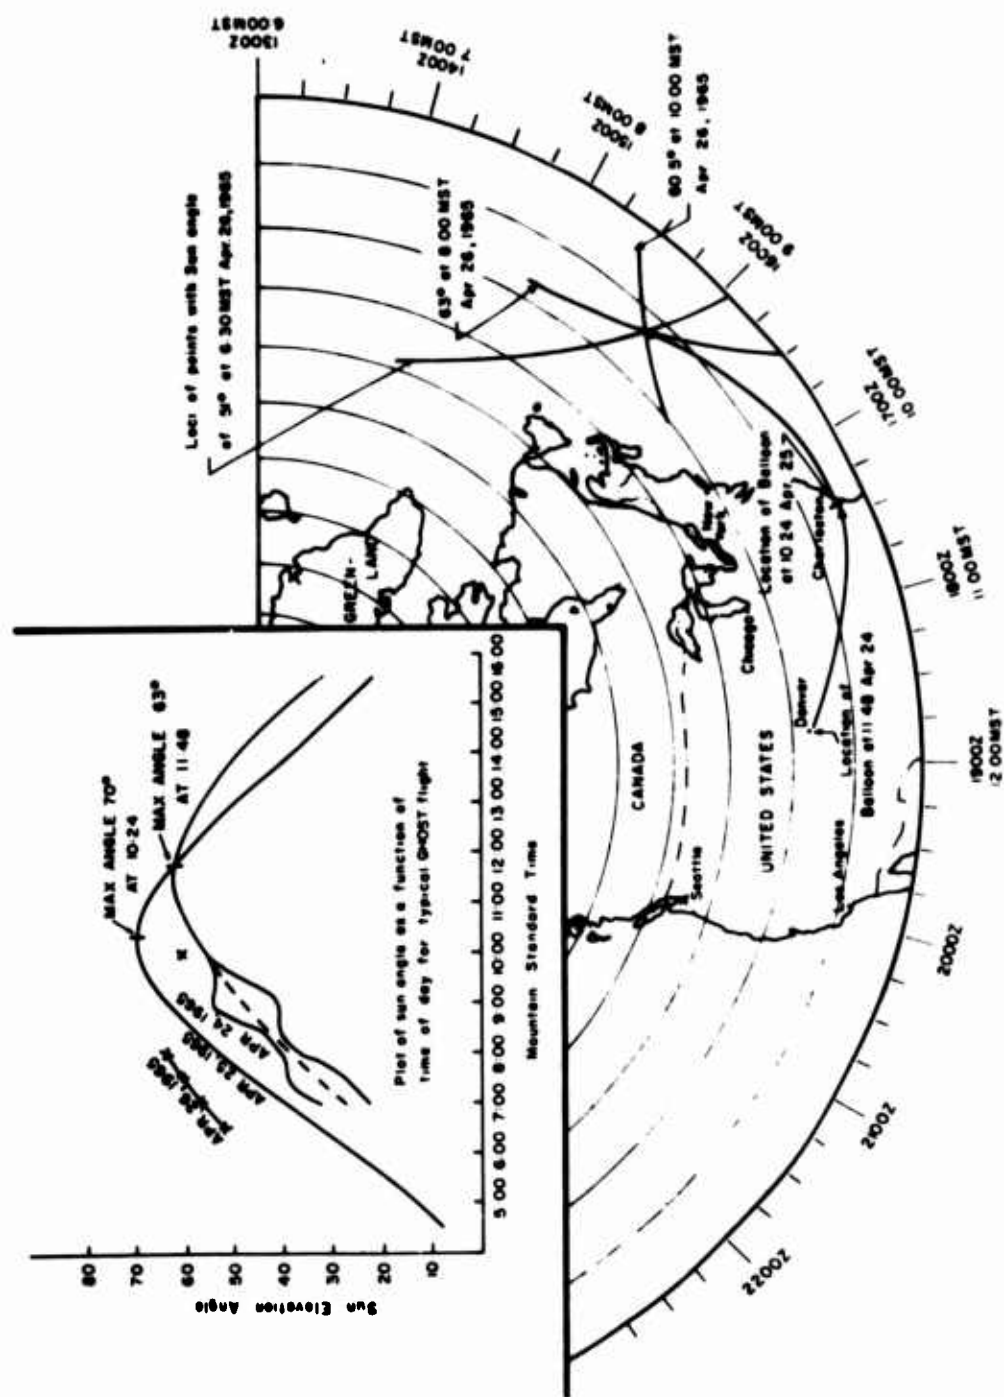 Sun Elevation Angle
80
70
60
50
40
30
20
10
MAX ANGLE 70°
AT 10:24
MAX ANGLE 63°
AT 11:48
APR 24, 1965
APR 25, 1965
APR 26, 1965
Plot of sun angle as a function of
time of day for typical GHOST flight
5:00 6:00 7:00 8:00 9:00 10:00 11:00 12:00 13:00 14:00 15:00 16:00
Mountain Standard Time
Loci of points with Sun angle
of 51° at 6:30 MST Apr. 26, 1965
63° at 8:00 MST
Apr 26, 1965
60.5° at 10:00 MST
Apr 26, 1965
GREEN-
LAND
CANADA
UNITED STATES
Seattle
Los Angeles
Denver
Chicago
New
York
Charleston
Location of Balloon
at 10:24 Apr. 25
Location of
Balloon at 11:48 Apr 24
1300Z
6:00 MST
1400Z
7:00 MST
1500Z
8:00 MST
1600Z
9:00 MST
1700Z
10:00 MST
1800Z
11:00 MST
1900Z
12:00 MST
2000Z
2100Z
2200Z